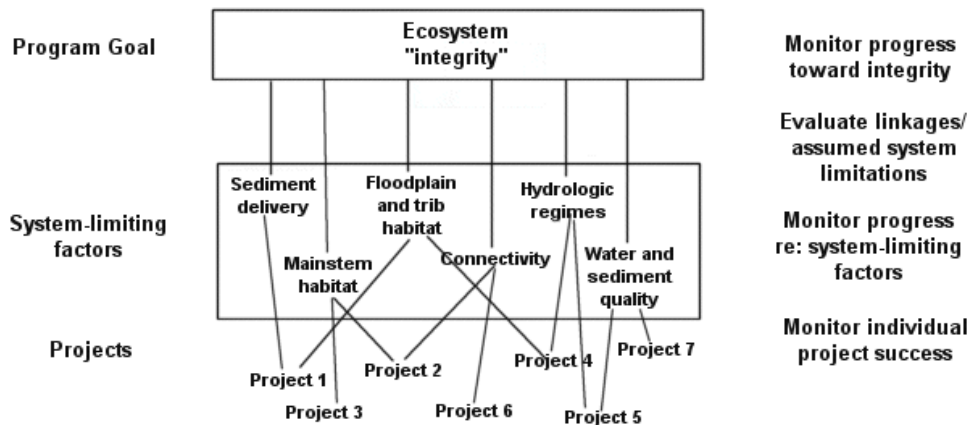 Program Goal
Ecosystem
"integrity"
Monitor progress
toward integrity
Evaluate linkages/
assumed system
limitations
System-limiting
factors
Sediment
delivery
Floodplain
and trib
habitat
Hydrologic
regimes
Mainstem
habitat
Connectivity
Water and
sediment
quality
Monitor progress
re: system-limiting
factors
Projects
Project 1
Project 2
Project 4
Project 7
Project 3
Project 6
Project 5
Monitor individual
project success